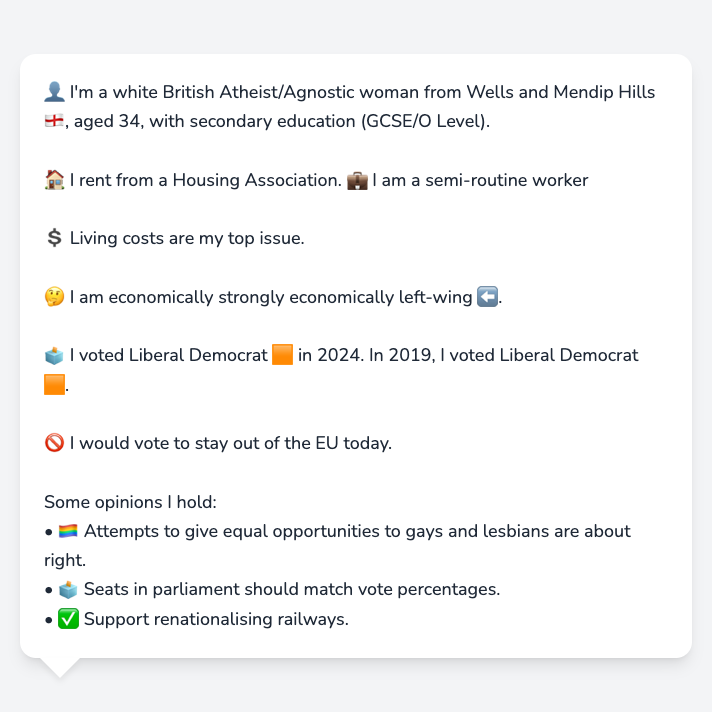 👤 I'm a white British Atheist/Agnostic woman from Wells and Mendip Hills
🏴󠁧󠁢󠁥󠁮󠁧󠁿, aged 34, with secondary education (GCSE/O Level).
🏠 I rent from a Housing Association. 💼 I am a semi-routine worker
💲 Living costs are my top issue.
🤔 I am economically strongly economically left-wing ⬅️.
🗳️ I voted Liberal Democrat 🟧 in 2024. In 2019, I voted Liberal Democrat
🟧.
🚫 I would vote to stay out of the EU today.
Some opinions I hold:
• 🏳️‍🌈 Attempts to give equal opportunities to gays and lesbians are about
right.
• 🗳️ Seats in parliament should match vote percentages.
• ✅ Support renationalising railways.